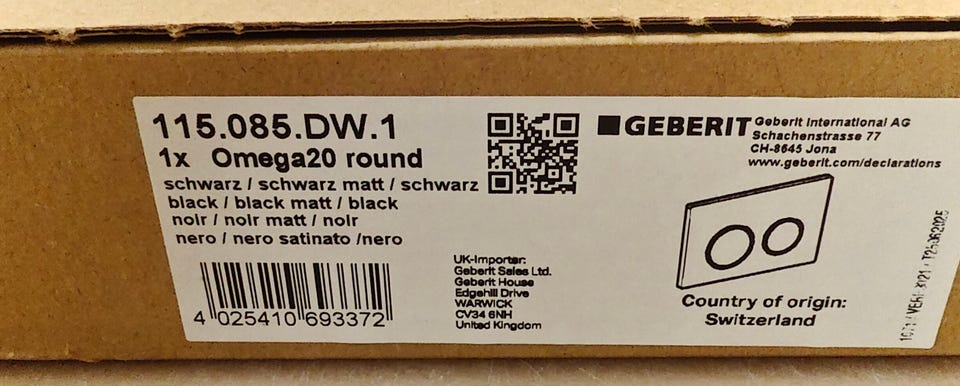 115.085.DW.1
1x Omega20 round
schwarz / schwarz matt / schwarz
black / black matt / black
noir / noir matt / noir
nero / nero satinato /nero
4 025410 693372
UK-Importer:
Geberit Sales Ltd.
Geberit House
Edgehill Drive
WARWICK
CV34 6NH
United Kingdom
GEBERIT
Geberit International AG
Schachenstrasse 77
CH-8645 Jona
www.geberit.com/declarations
Country of origin:
Switzerland